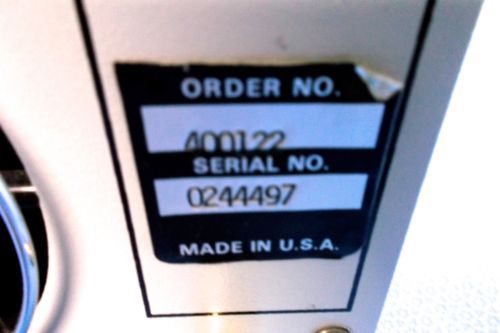 ORDER NO.
400122
SERIAL NO.
0244497
MADE IN U.S.A.